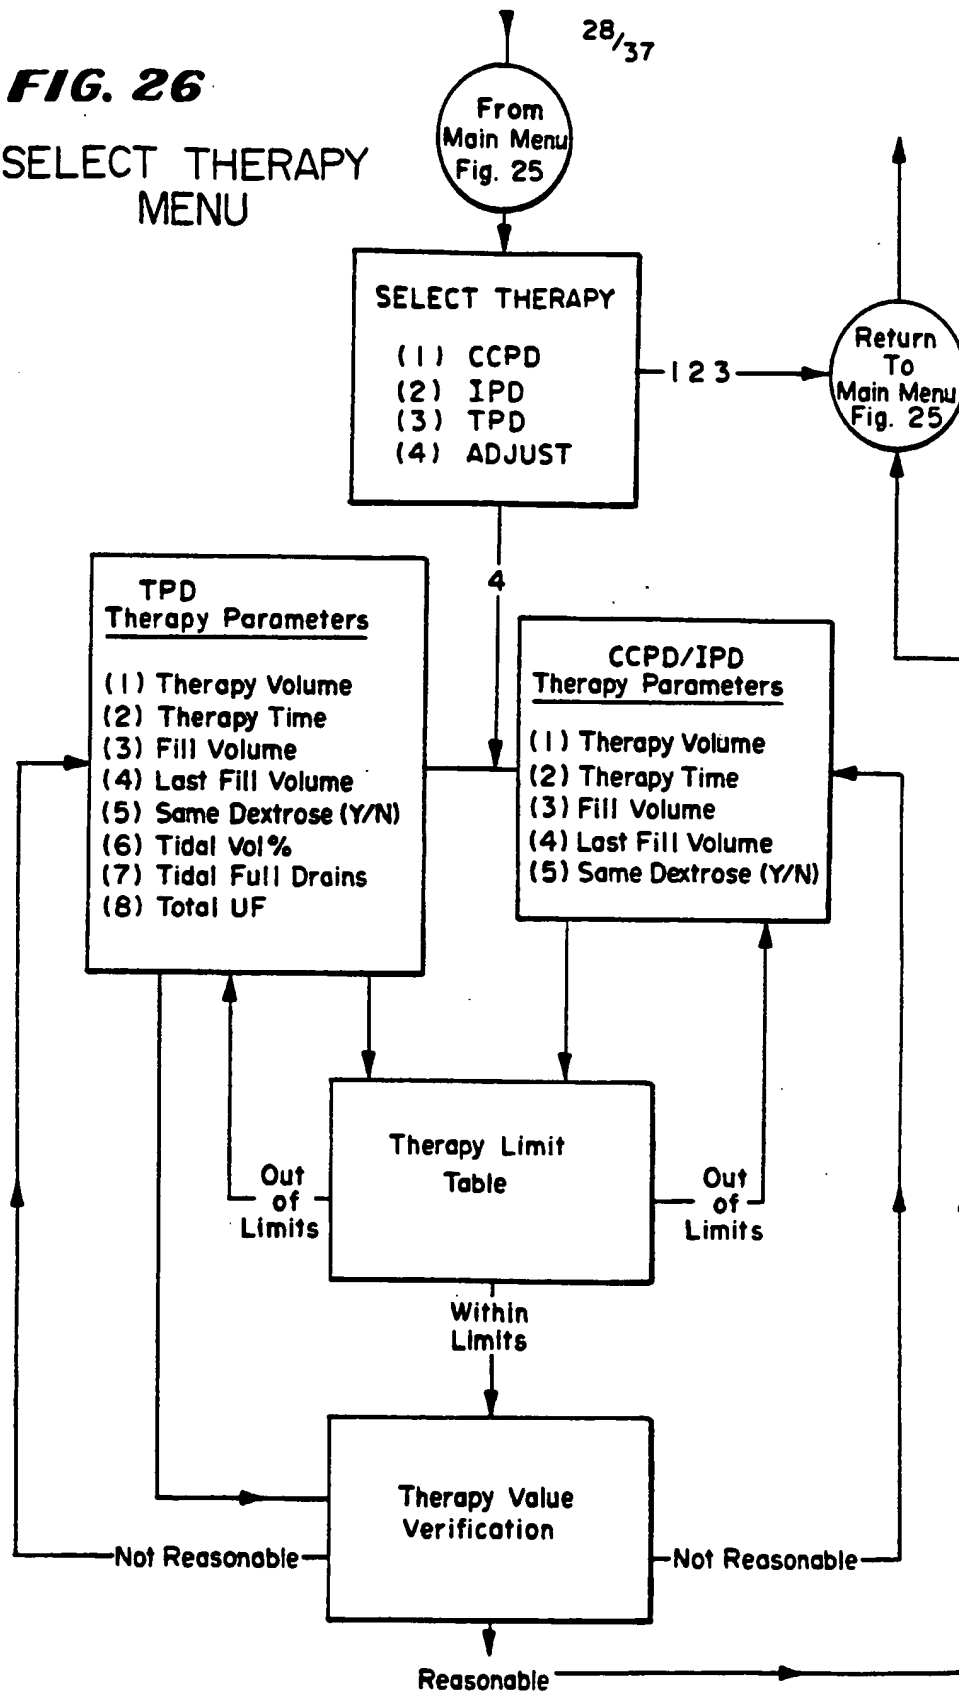 28/37
FIG. 26
SELECT THERAPY
MENU
From
Main Menu
Fig. 25
SELECT THERAPY
(1) CCPD
(2) IPD
(3) TPD
(4) ADJUST
1 2 3
Return
To
Main Menu
Fig. 25
4
TPD
Therapy Parameters
(1) Therapy Volume
(2) Therapy Time
(3) Fill Volume
(4) Last Fill Volume
(5) Same Dextrose (Y/N)
(6) Tidal Vol%
(7) Tidal Full Drains
(8) Total UF
CCPD/IPD
Therapy Parameters
(1) Therapy Volume
(2) Therapy Time
(3) Fill Volume
(4) Last Fill Volume
(5) Same Dextrose (Y/N)
Therapy Limit
Table
Out
of
Limits
Out
of
Limits
Within
Limits
Therapy Value
Verification
Not Reasonable
Not Reasonable
Reasonable